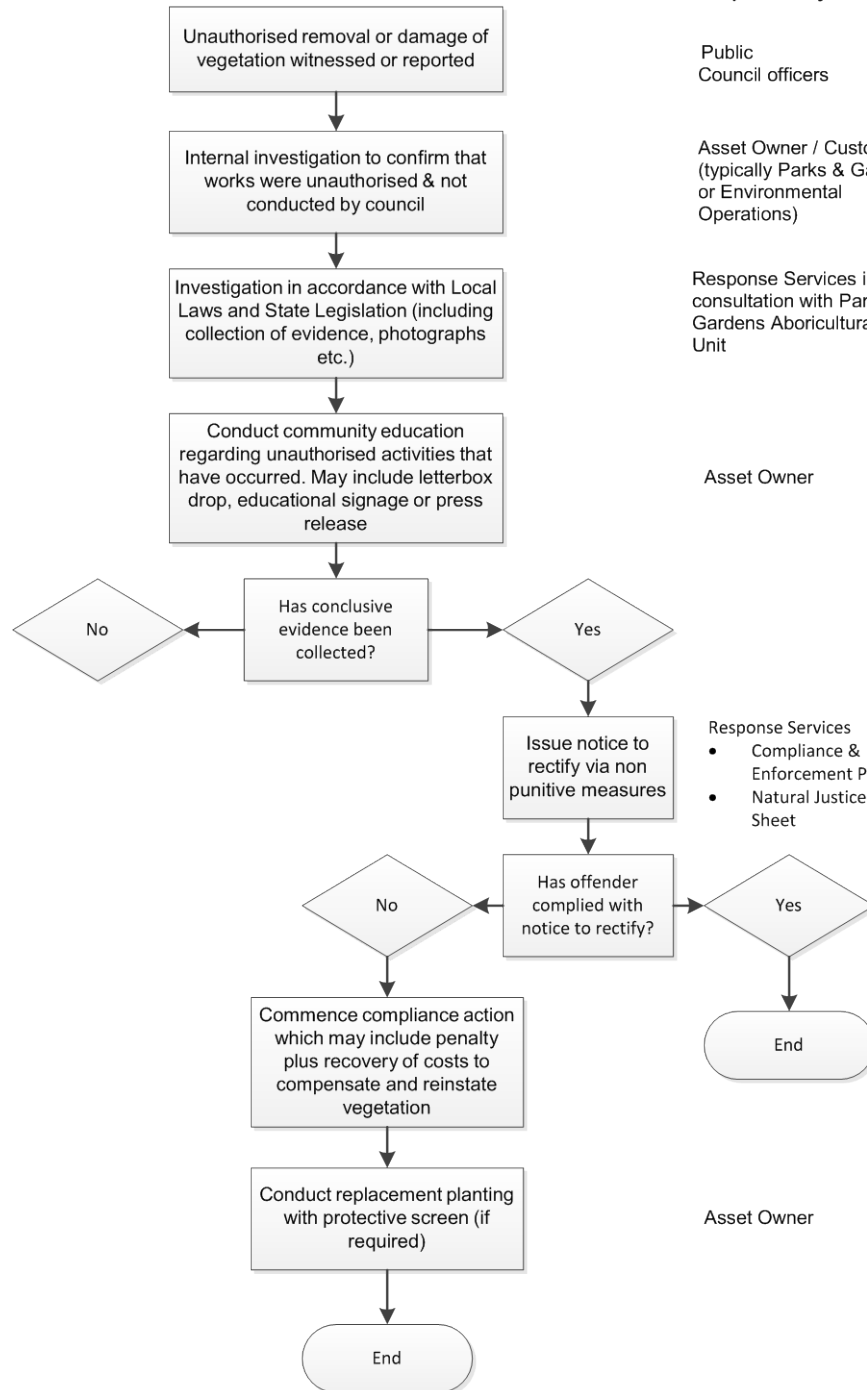 Unauthorised removal or damage of
vegetation witnessed or reported
Public
Council officers
Internal investigation to confirm that
works were unauthorised & not
conducted by council
Asset Owner /
(typically Parks &
or Environmental
Operations)
Investigation in accordance with Local
Laws and State Legislation (including
collection of evidence, photographs
etc.)
Response Services
consultation with
Gardens
Unit
Conduct community education
regarding unauthorised activities that
have occurred. May include letterbox
drop, educational signage or press
release
Asset Owner
No
Has conclusive
evidence been
collected?
Yes
Issue notice to
rectify via non
punitive measures
Response Services
• Compliance &
Enforcement
• Natural Justice
Sheet
No
Has offender
complied with
notice to rectify?
Yes
End
Commence compliance action
which may include penalty
plus recovery of costs to
compensate and reinstate
vegetation
Conduct replacement planting
with protective screen (if
required)
Asset Owner
End